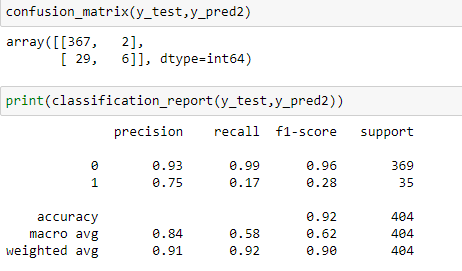 confusion_matrix(y_test,y_pred2)
array([[367,   2],
       [ 29,   6]], dtype=int64)
print(classification_report(y_test,y_pred2))
              precision    recall  f1-score   support
           0       0.93      0.99      0.96       369
           1       0.75      0.17      0.28        35
    accuracy                           0.92       404
   macro avg       0.84      0.58      0.62       404
weighted avg       0.91      0.92      0.90       404